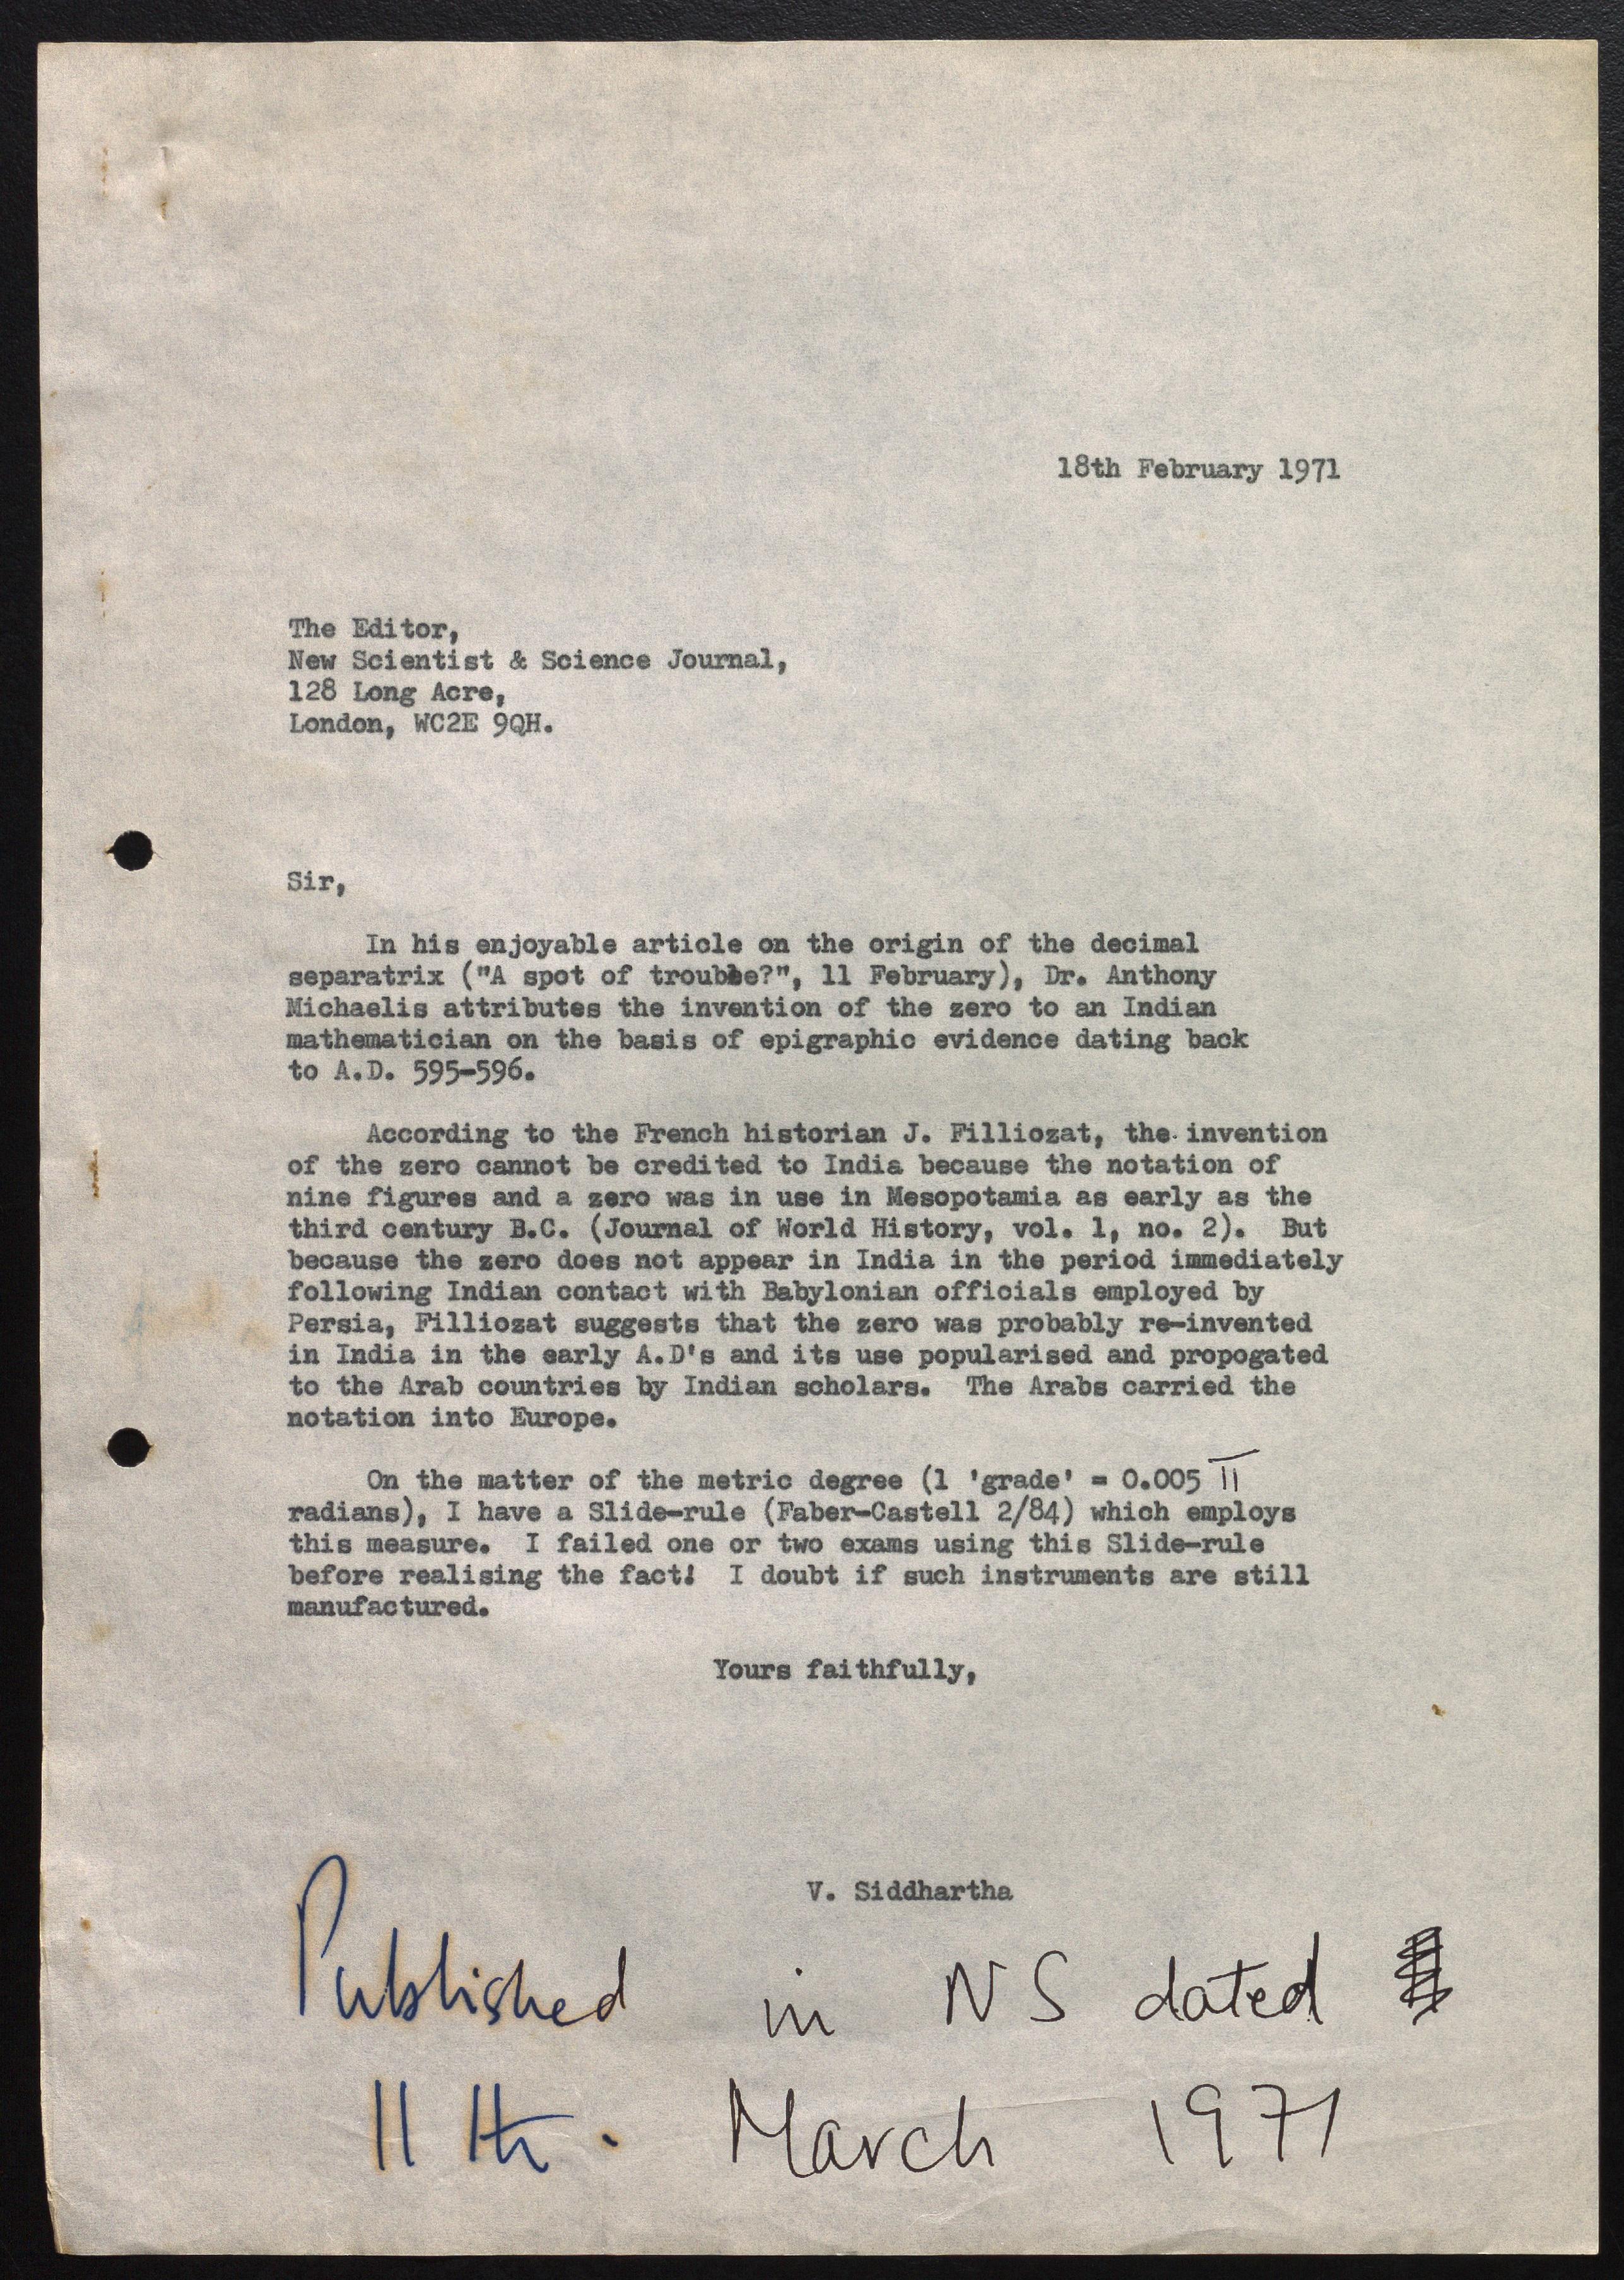 18th February 1971
The Editor,
New Scientist & Science Journal,
128 Long Acre,
London, WC2E 9QH.
Sir,
In his enjoyable article on the origin of the decimal
separatrix ("A spot of trouble?", 11 February), Dr. Anthony
Michaelis attributes the invention of the zero to an Indian
mathematician on the basis of epigraphic evidence dating back
to A.D. 595-596.
According to the French historian J. Filliozat, the invention
of the zero cannot be credited to India because the notation of
nine figures and a zero was in use in Mesopotamia as early as the
third century B.C. (Journal of World History, vol. 1, no. 2). But
because the zero does not appear in India in the period immediately
following Indian contact with Babylonian officials employed by
Persia, Filliozat suggests that the zero was probably re-invented
in India in the early A.D's and its use popularised and propogated
to the Arab countries by Indian scholars. The Arabs carried the
notation into Europe.
On the matter of the metric degree (1 'grade' = 0.005 π
radians), I have a Slide-rule (Faber-Castell 2/84) which employs
this measure. I failed one or two exams using this Slide-rule
before realising the fact! I doubt if such instruments are still
manufactured.
Yours faithfully,
V. Siddhartha
Published in NS dated
11 th. March 1971